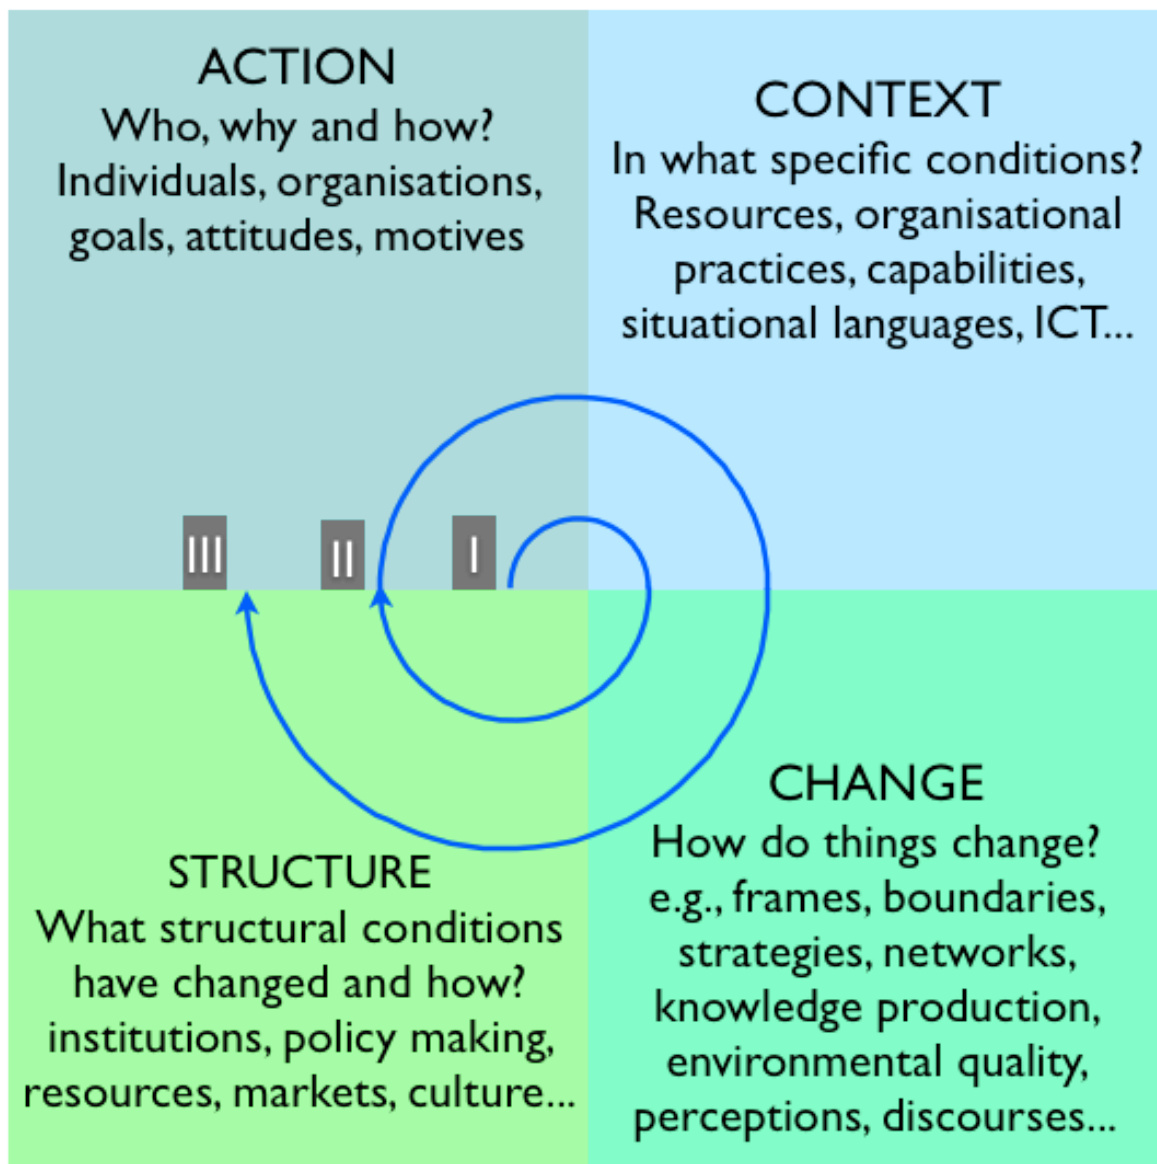 ACTION
Who, why and how?
Individuals, organisations,
goals, attitudes, motives
CONTEXT
In what specific conditions?
Resources, organisational
practices, capabilities,
situational languages, ICT...
III
II
I
STRUCTURE
What structural conditions
have changed and how?
institutions, policy making,
resources, markets, culture...
CHANGE
How do things change?
e.g., frames, boundaries,
strategies, networks,
knowledge production,
environmental quality,
perceptions, discourses...